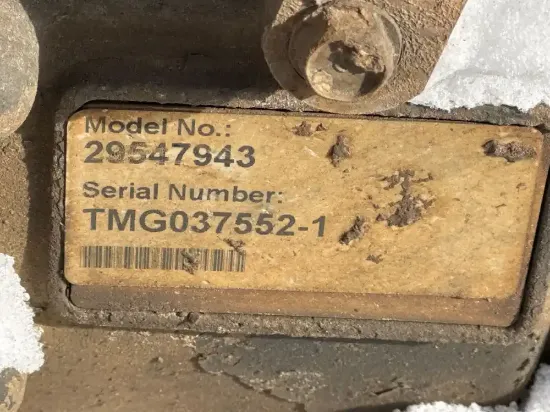 Model No.:
29547943
Serial Number:
TMG037552-1